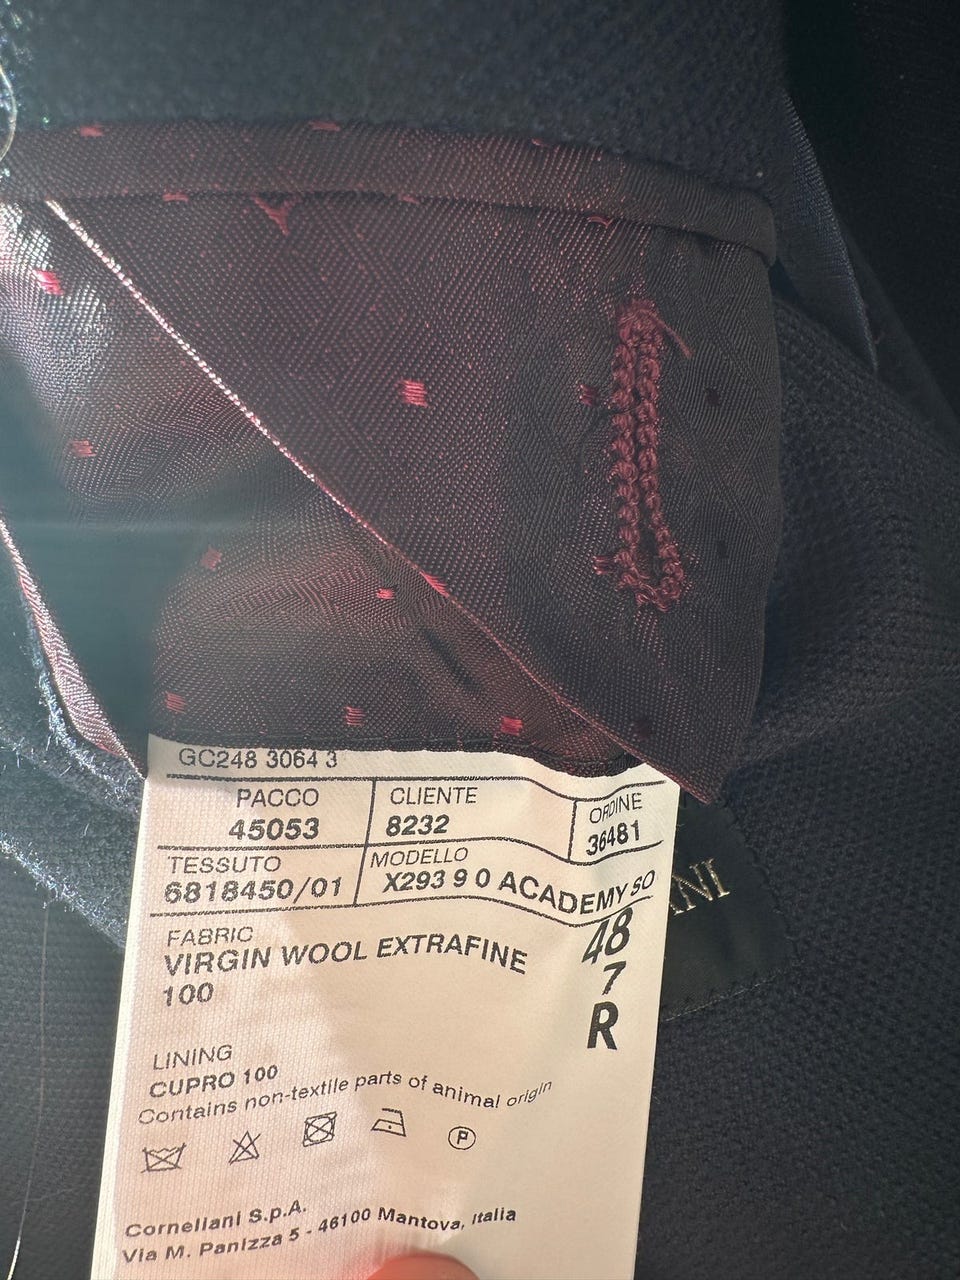 GC248 3064 3
PACCO
45053
CLIENTE
8232
ORDINE
36481
TESSUTO
6818450/01
MODELLO
X293 9 0 ACADEMY SO
48
7
R
FABRIC
VIRGIN WOOL EXTRAFINE
100
LINING
CUPRO 100
Contains non-textile parts of animal origin
P
Corneliani S.p.A.
Via M. Panizza 5 - 46100 Mantova, Italia